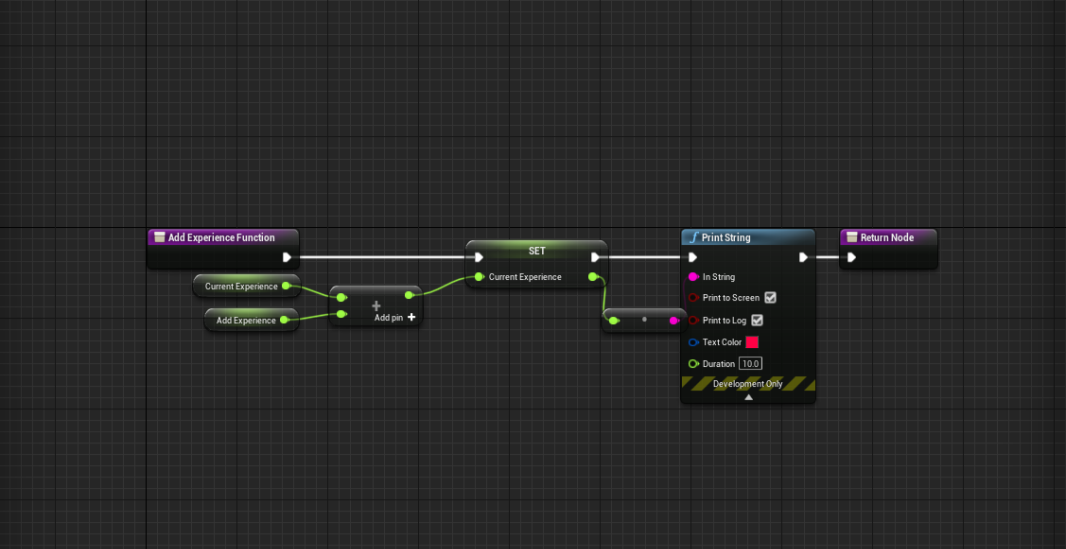 Add Experience Function
SET
Print String
Return Node
Current Experience
Current Experience
In String
Print to Screen
Add Experience
Add pin +
Print to Log
Text Color
Duration 10.0
Development Only